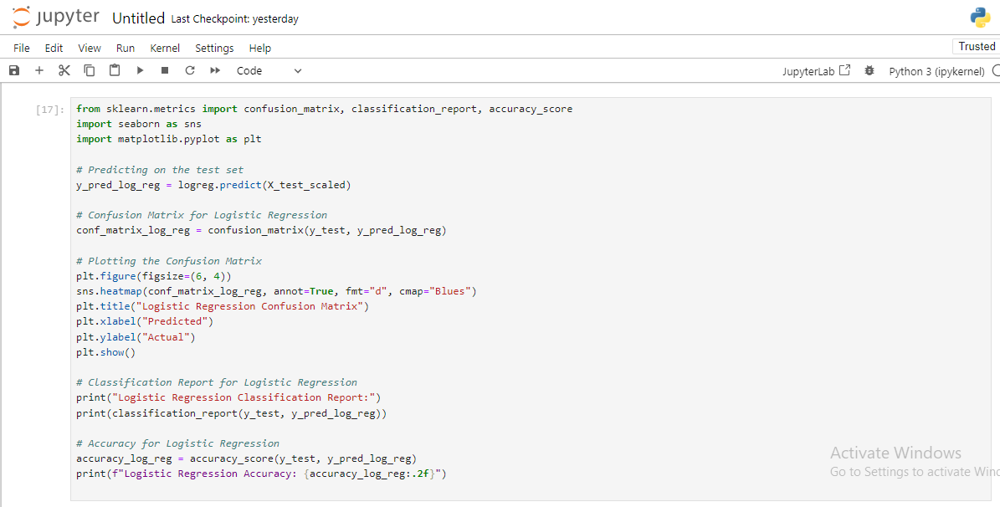 jupyter Untitled Last Checkpoint: yesterday
File Edit View Run Kernel Settings Help
Trusted
Code
JupyterLab
Python 3 (ipykernel)
[17]:
from sklearn.metrics import confusion_matrix, classification_report, accuracy_score
import seaborn as sns
import matplotlib.pyplot as plt
# Predicting on the test set
y_pred_log_reg = logreg.predict(X_test_scaled)
# Confusion Matrix for Logistic Regression
conf_matrix_log_reg = confusion_matrix(y_test, y_pred_log_reg)
# Plotting the Confusion Matrix
plt.figure(figsize=(6, 4))
sns.heatmap(conf_matrix_log_reg, annot=True, fmt="d", cmap="Blues")
plt.title("Logistic Regression Confusion Matrix")
plt.xlabel("Predicted")
plt.ylabel("Actual")
plt.show()
# Classification Report for Logistic Regression
print("Logistic Regression Classification Report:")
print(classification_report(y_test, y_pred_log_reg))
# Accuracy for Logistic Regression
accuracy_log_reg = accuracy_score(y_test, y_pred_log_reg)
print(f"Logistic Regression Accuracy: {accuracy_log_reg:.2f}")
Activate Windows
Go to Settings to activate Win